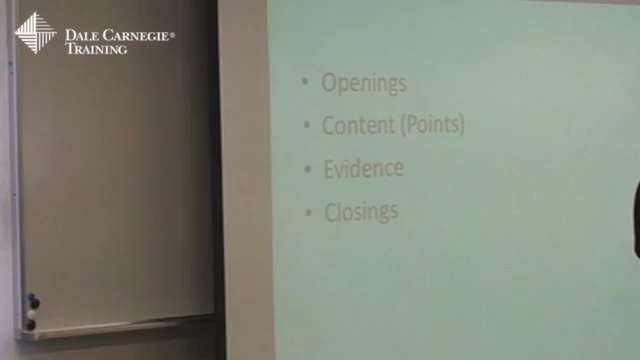 DALE CARNEGIE®
TRAINING
• Openings
• Content (Points)
• Evidence
• Closings